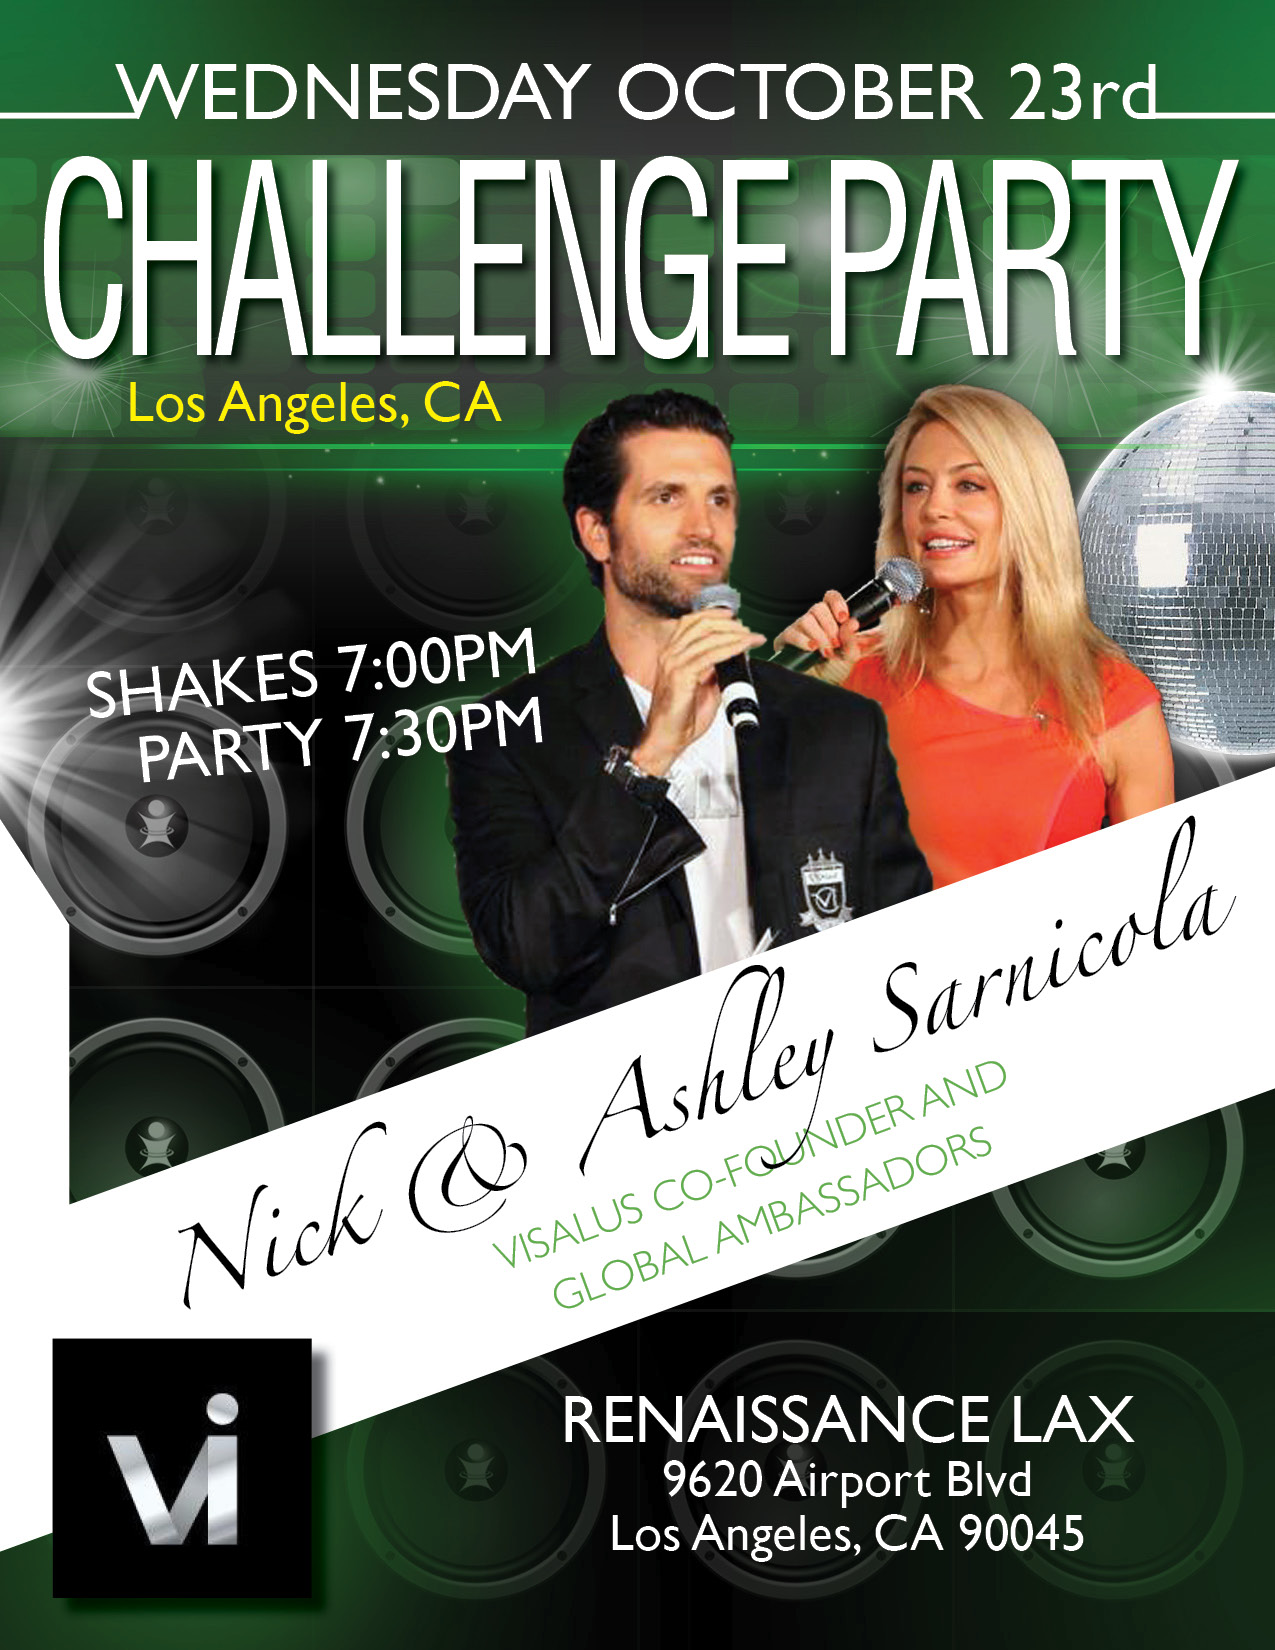 WEDNESDAY OCTOBER 23rd
CHALLENGE PARTY
Los Angeles, CA
SHAKES 7:00PM
PARTY 7:30PM
Nick & Ashley Sarnicola
VISALUS CO-FOUNDER AND
GLOBAL AMBASSADORS
vi
RENAISSANCE LAX
9620 Airport Blvd
Los Angeles, CA 90045